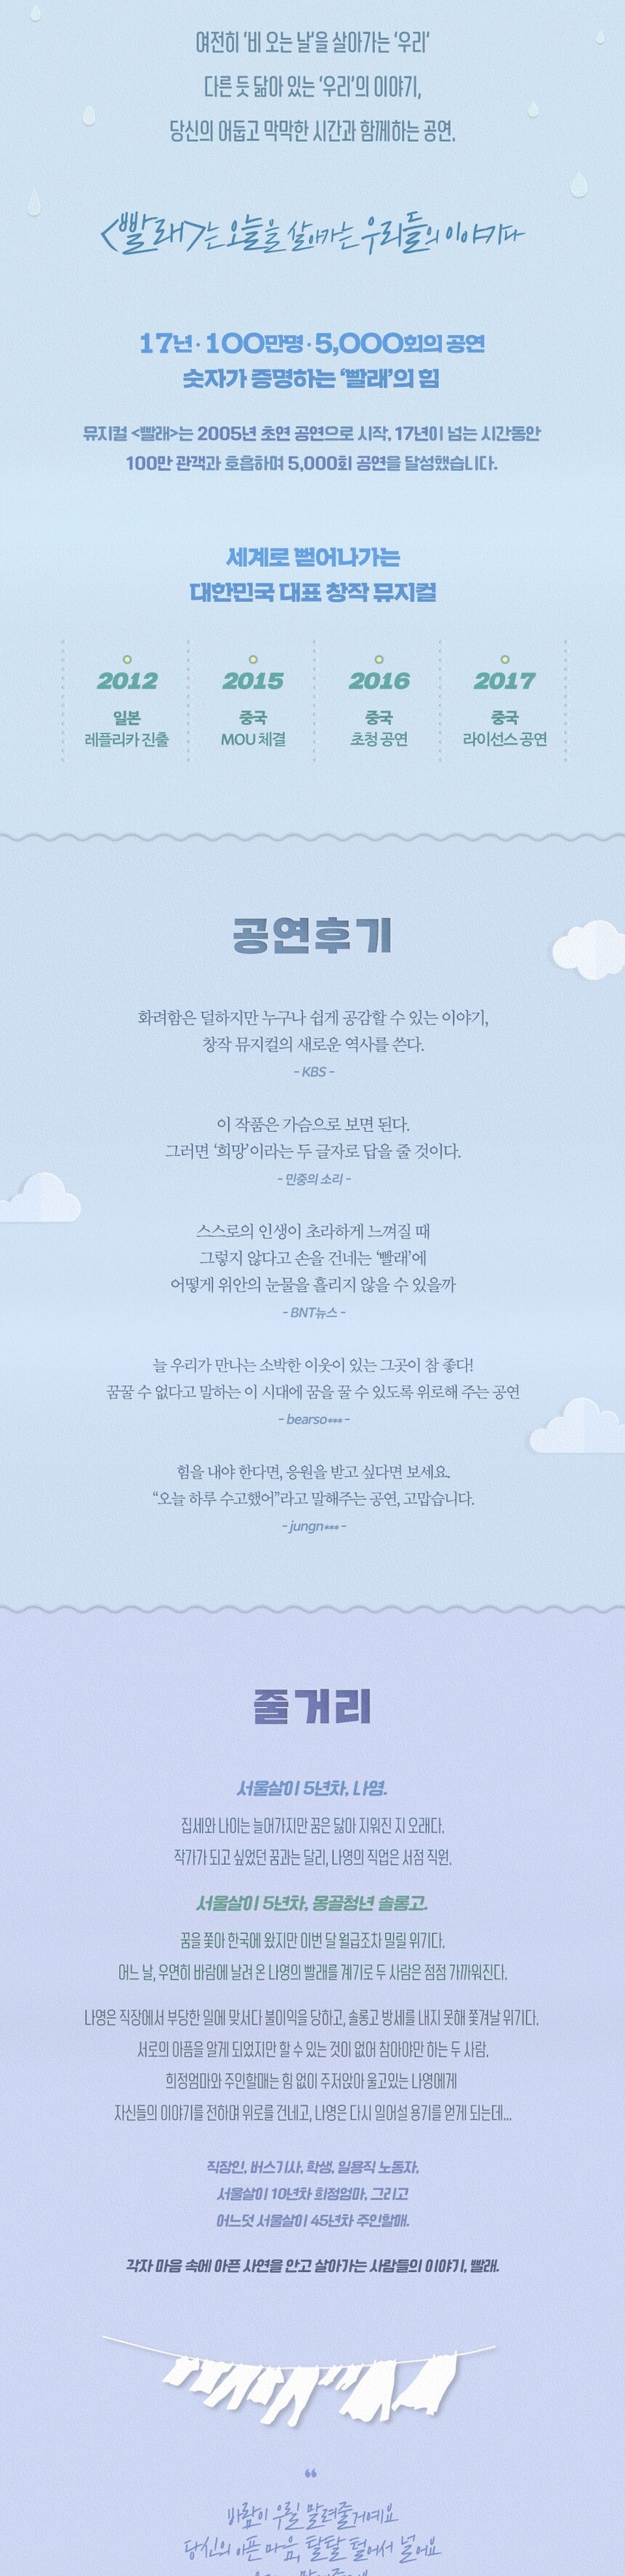 여전히 ‘비 오는 날’을 살아가는 ‘우리’
다른 듯 닮아 있는 ‘우리’의 이야기,
당신의 어둡고 막막한 시간과 함께하는 공연.
<빨래>는 오늘을 살아가는 우리들의 이야기다
17년 · 100만명 · 5,000회의 공연
숫자가 증명하는 ‘빨래’의 힘
뮤지컬 <빨래>는 2005년 초연 공연으로 시작, 17년이 넘는 시간동안
100만 관객과 호흡하며 5,000회 공연을 달성했습니다.
세계로 뻗어나가는
대한민국 대표 창작 뮤지컬
2012 2015 2016 2017
일본 중국 중국 중국
레플리카 진출 MOU 체결 초청 공연 라이선스 공연
공연후기
화려함은 덜하지만 누구나 쉽게 공감할 수 있는 이야기,
창작 뮤지컬의 새로운 역사를 쓴다.
- KBS -
이 작품은 가슴으로 보면 된다.
그러면 ‘희망’이라는 두 글자로 답을 줄 것이다.
- 민중의 소리 -
스스로의 인생이 초라하게 느껴질 때
그렇지 않다고 손을 건네는 ‘빨래’에
어떻게 위안의 눈물을 흘리지 않을 수 있을까
- BNT뉴스 -
늘 우리가 만나는 소박한 이웃이 있는 그곳이 참 좋다!
꿈꿀 수 없다고 말하는 이 시대에 꿈을 꿀 수 있도록 위로해 주는 공연
- bearso*** -
힘을 내야 한다면, 응원을 받고 싶다면 보세요.
“오늘 하루 수고했어”라고 말해주는 공연, 고맙습니다.
- jungn*** -
줄거리
서울살이 5년차, 나영.
집세와 나이는 늘어가지만 꿈은 닳아 지워진 지 오래다.
작가가 되고 싶었던 꿈과는 달리, 나영의 직업은 서점 직원.
서울살이 5년차, 몽골청년 솔롱고.
꿈을 쫓아 한국에 왔지만 이번 달 월급조차 밀릴 위기다.
어느 날, 우연히 바람에 날려 온 나영의 빨래를 계기로 두 사람은 점점 가까워진다.
나영은 직장에서 부당한 일에 맞서다 불이익을 당하고, 솔롱고 방세를 내지 못해 쫓겨날 위기다.
서로의 아픔을 알게 되었지만 할 수 있는 것이 없어 참아야만 하는 두 사람.
희정엄마와 주인할매는 힘 없이 주저앉아 울고있는 나영에게
자신들의 이야기를 전하며 위로를 건네고, 나영은 다시 일어설 용기를 얻게 되는데...
직장인, 버스기사, 학생, 일용직 노동자,
서울살이 10년차 희정엄마, 그리고
어느덧 서울살이 45년차 주인할매.
각자 마음 속에 아픈 사연을 안고 살아가는 사람들의 이야기, 빨래.
“
바람이 우릴 말려줄 거예요
당신의 아픈 마음, 탈탈 털어서 널어요